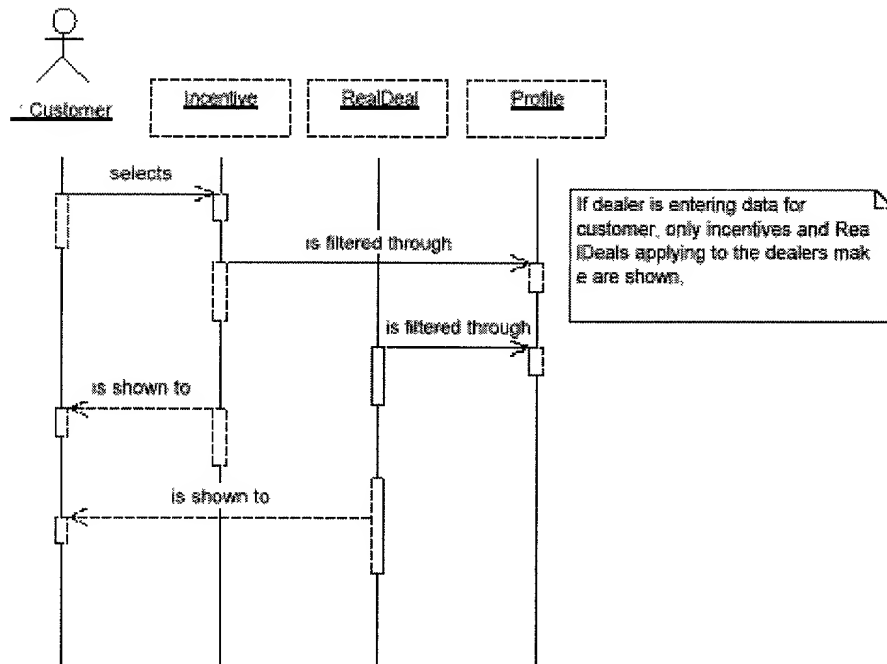 Customer
Incentive
RealDeal
Profile
selects
If dealer is entering data for
customer, only incentives and Rea
lDeals applying to the dealers mak
e are shown,
is filtered through
is filtered through
is shown to
is shown to